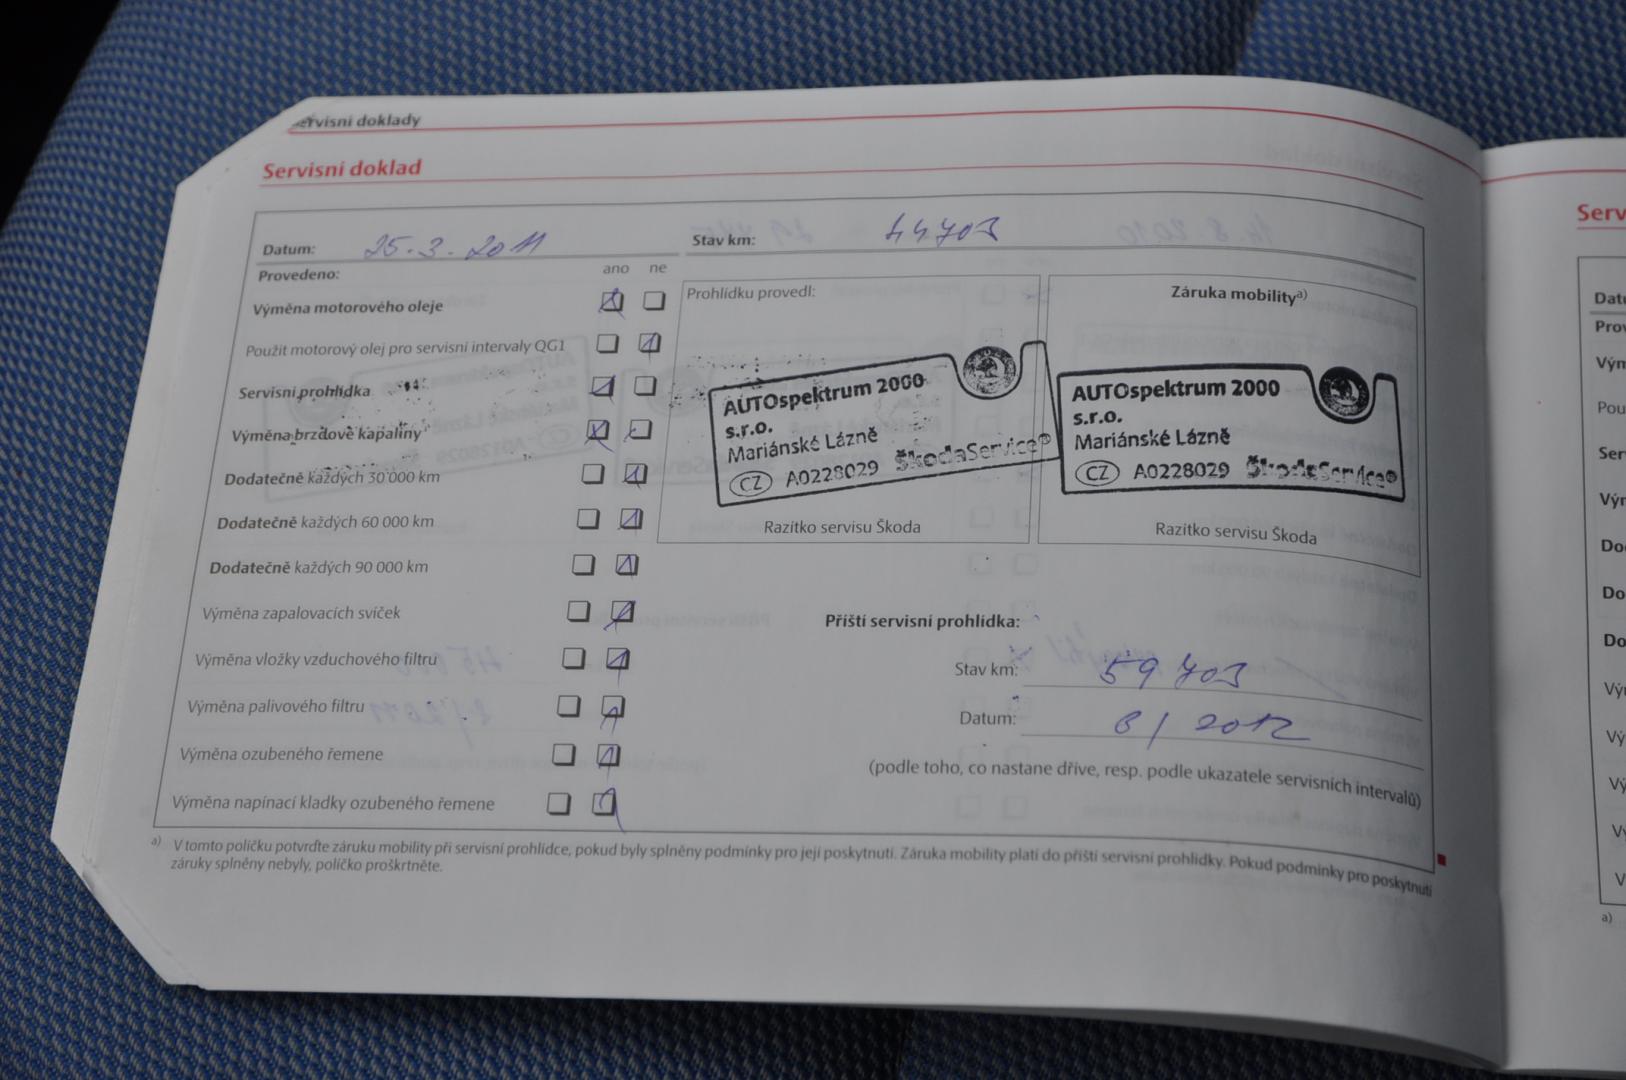 Servisní doklady
Servisní doklad
Datum: 25.3.2011
Stav km: 44703
Provedeno: ano ne
Výměna motorového oleje
Použit motorový olej pro servisní intervaly QG1
Servisní prohlídka
Výměna brzdové kapaliny
Dodatečně každých 30 000 km
Dodatečně každých 60 000 km
Dodatečně každých 90 000 km
Výměna zapalovacích svíček
Výměna vložky vzduchového filtru
Výměna palivového filtru
Výměna ozubeného řemene
Výměna napínací kladky ozubeného řemene
Prohlídku provedl:
AUTOspektrum 2000
s.r.o.
Mariánské Lázně
CZ A0228029 ŠkodaService®
Razítko servisu Škoda
Záruka mobility a)
AUTOspektrum 2000
s.r.o.
Mariánské Lázně
CZ A0228029 ŠkodaService®
Razítko servisu Škoda
Příští servisní prohlídka:
Stav km: 59 703
Datum: 3/2012
(podle toho, co nastane dříve, resp. podle ukazatele servisních intervalů)
a) V tomto políčku potvrďte záruku mobility při servisní prohlídce, pokud byly splněny podmínky pro její poskytnutí. Záruka mobility platí do příští servisní prohlídky. Pokud podmínky pro poskytnutí
záruky splněny nebyly, políčko proškrtněte.
a)